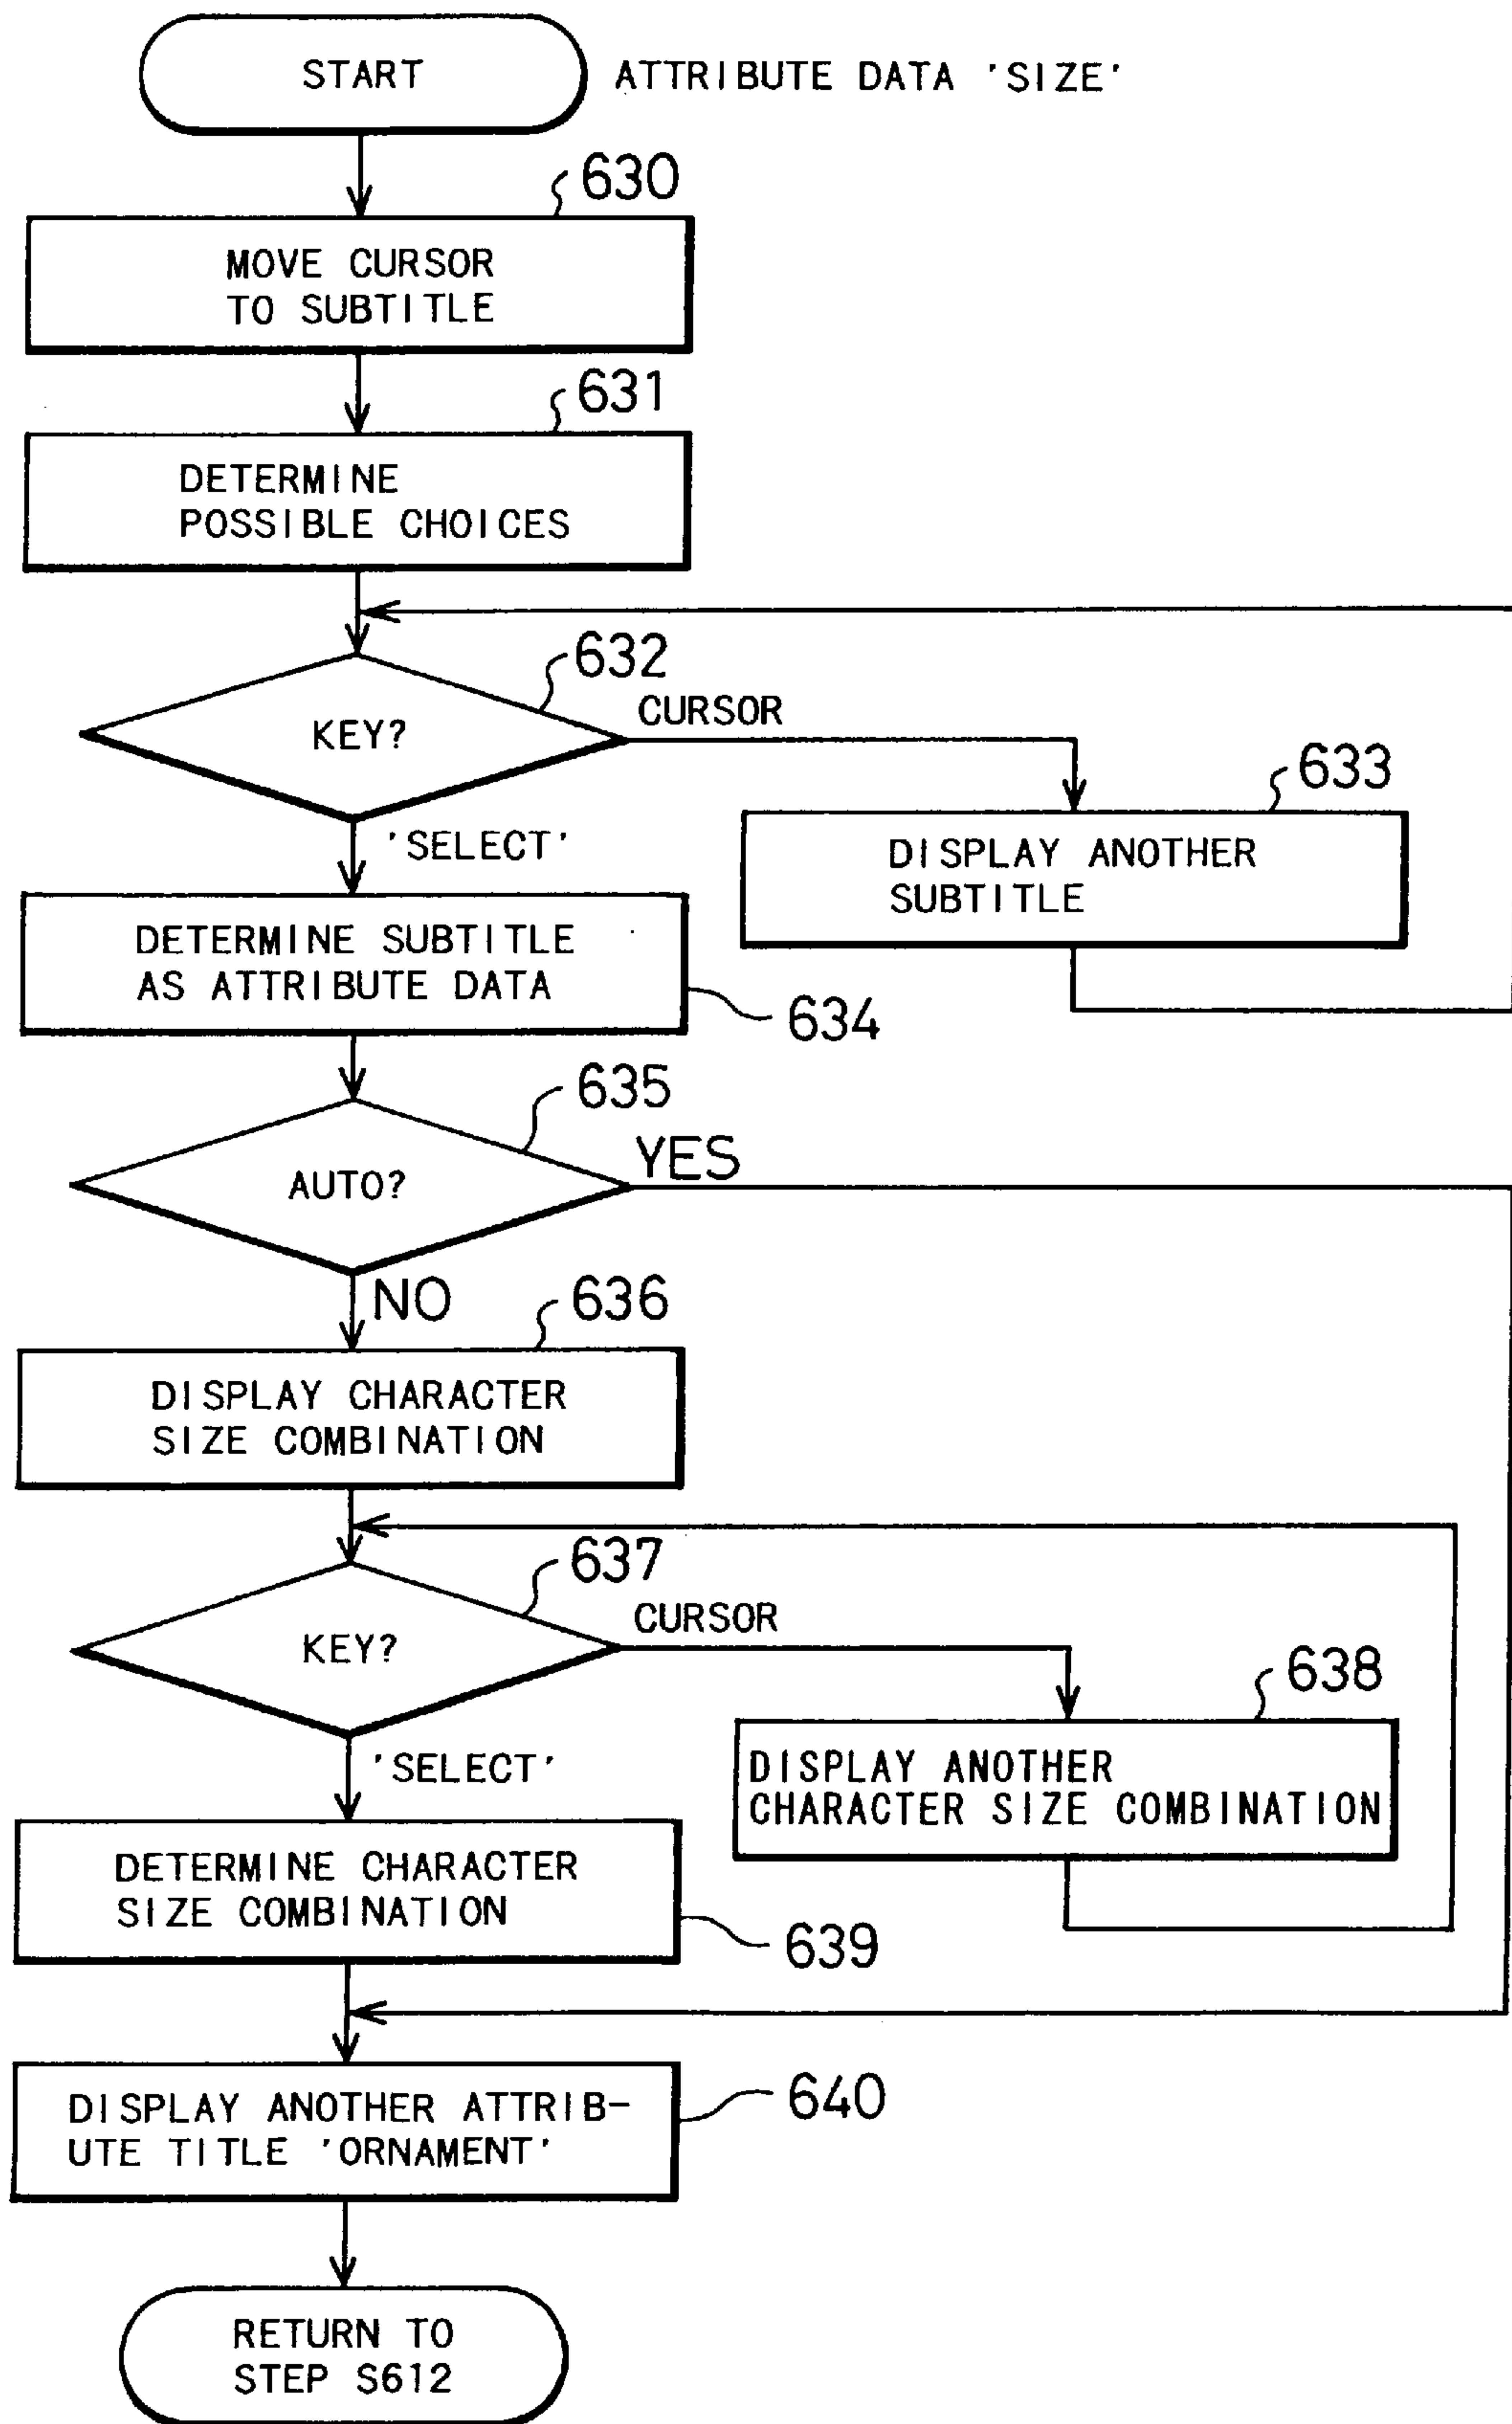 START
ATTRIBUTE DATA 'SIZE'
630
MOVE CURSOR
TO SUBTITLE
631
DETERMINE
POSSIBLE CHOICES
632
KEY?
CURSOR
633
DISPLAY ANOTHER
SUBTITLE
'SELECT'
DETERMINE SUBTITLE
AS ATTRIBUTE DATA
634
635
AUTO?
YES
NO
636
DISPLAY CHARACTER
SIZE COMBINATION
637
KEY?
CURSOR
638
DISPLAY ANOTHER
CHARACTER SIZE COMBINATION
'SELECT'
DETERMINE CHARACTER
SIZE COMBINATION
639
DISPLAY ANOTHER ATTRIB-
UTE TITLE 'ORNAMENT'
640
RETURN TO
STEP S612